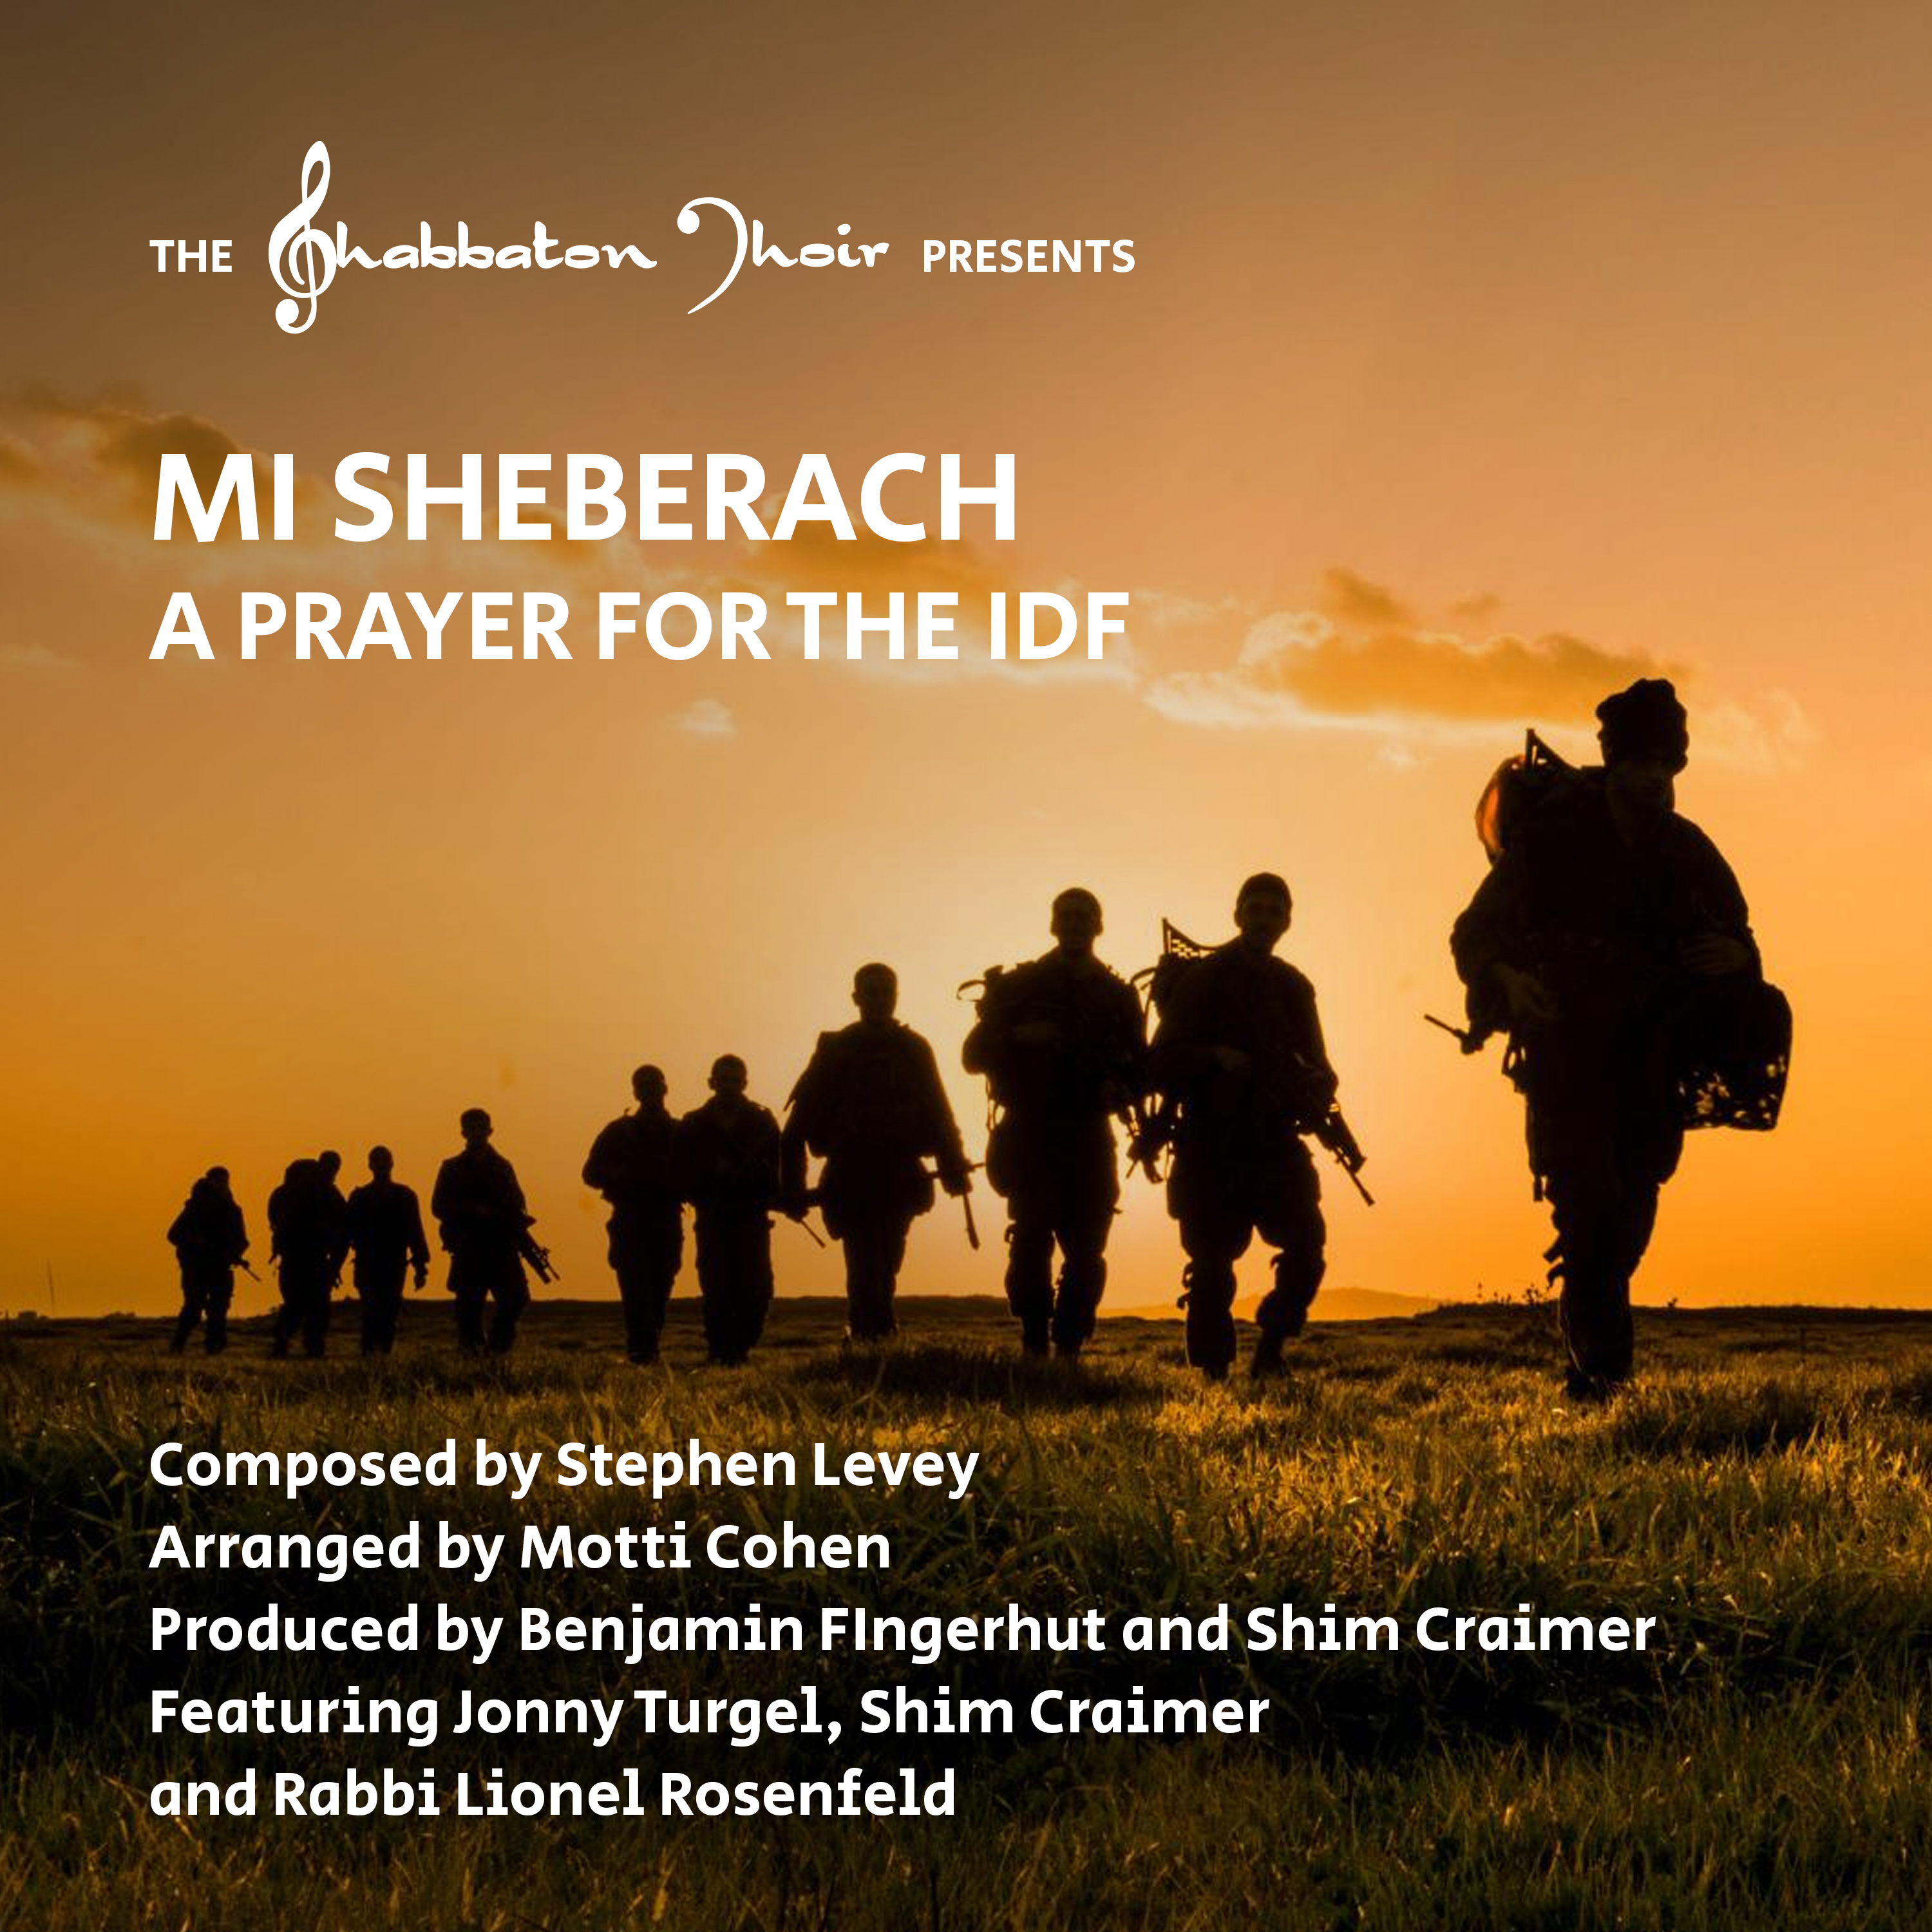 THE Shabbaton Choir PRESENTS
MI SHEBERACH
A PRAYER FOR THE IDF
Composed by Stephen Levey
Arranged by Motti Cohen
Produced by Benjamin FIngerhut and Shim Craimer
Featuring Jonny Turgel, Shim Craimer
and Rabbi Lionel Rosenfeld